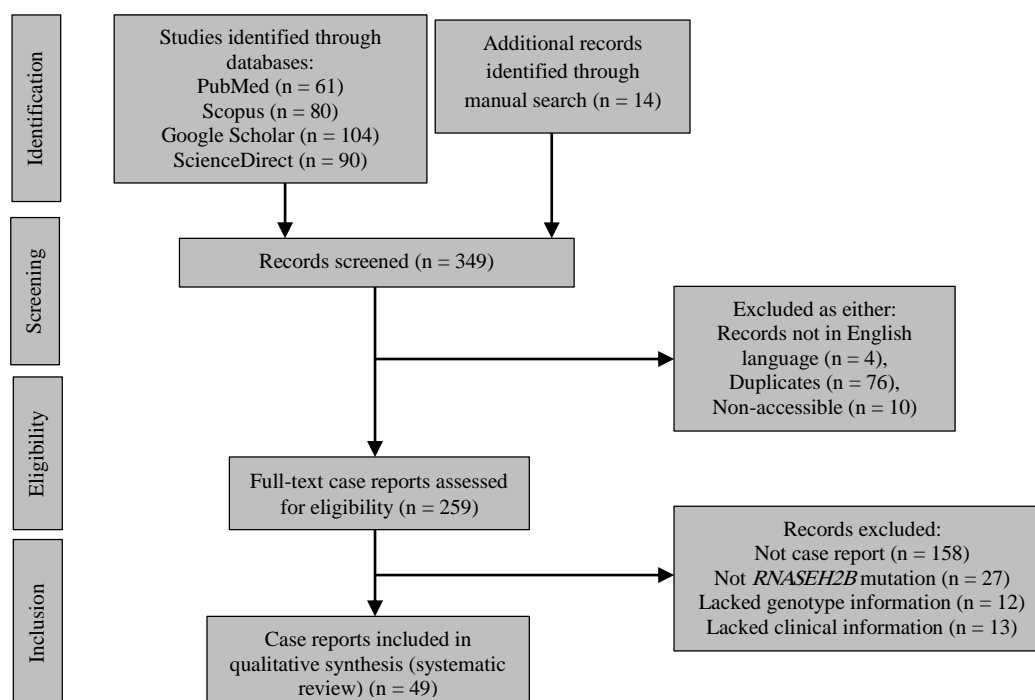 Identification
Studies identified through
databases:
PubMed (n = 61)
Scopus (n = 80)
Google Scholar (n = 104)
ScienceDirect (n = 90)
Additional records
identified through
manual search (n = 14)
Screening
Records screened (n = 349)
Excluded as either:
Records not in English
language (n = 4),
Duplicates (n = 76),
Non-accessible (n = 10)
Eligibility
Full-text case reports assessed
for eligibility (n = 259)
Records excluded:
Not case report (n = 158)
Not RNASEH2B mutation (n = 27)
Lacked genotype information (n = 12)
Lacked clinical information (n = 13)
Inclusion
Case reports included in
qualitative synthesis (systematic
review) (n = 49)